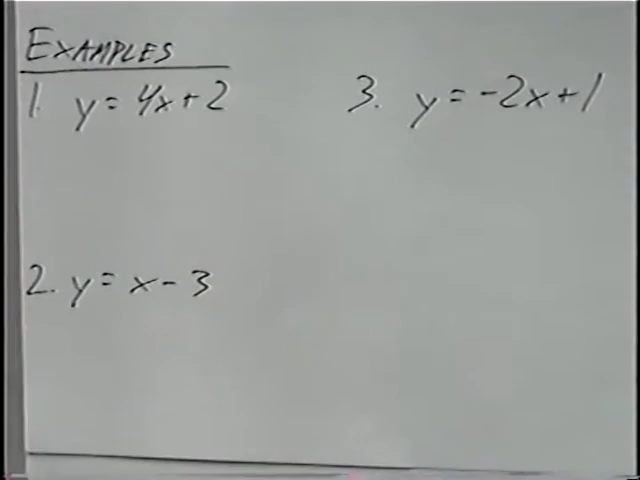 EXAMPLES
1. y = 4x + 2
2. y = x - 3
3. y = -2x + 1